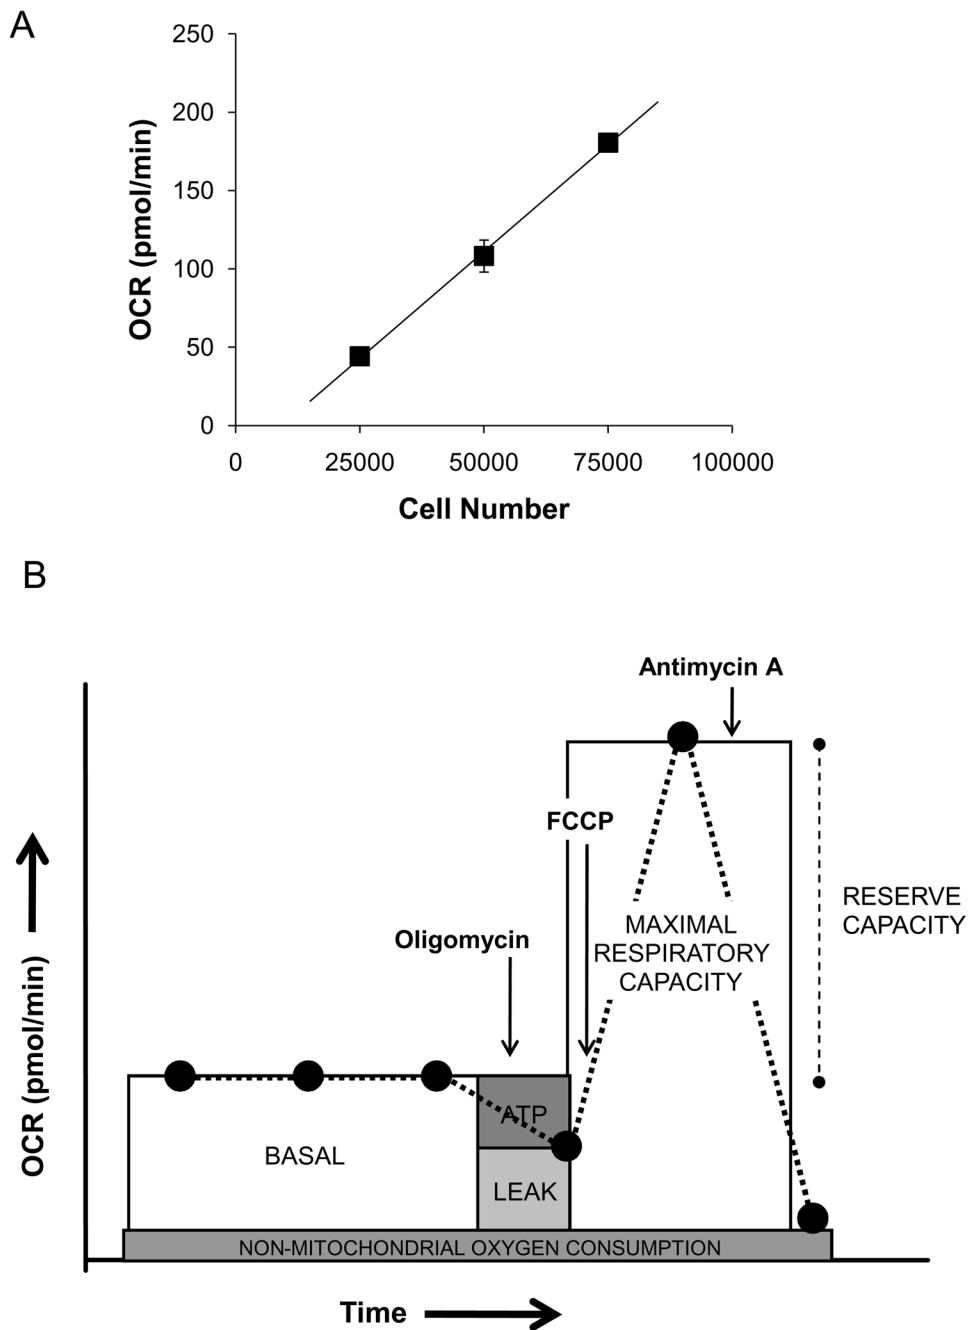 A
250
200
150
100
50
0
OCR (pmol/min)
0 25000 50000 75000 100000
Cell Number
B
Antimycin A
FCCP
Oligomycin
MAXIMAL
RESPIRATORY
CAPACITY
RESERVE
CAPACITY
ATP
BASAL
LEAK
NON-MITOCHONDRIAL OXYGEN CONSUMPTION
OCR (pmol/min)
Time